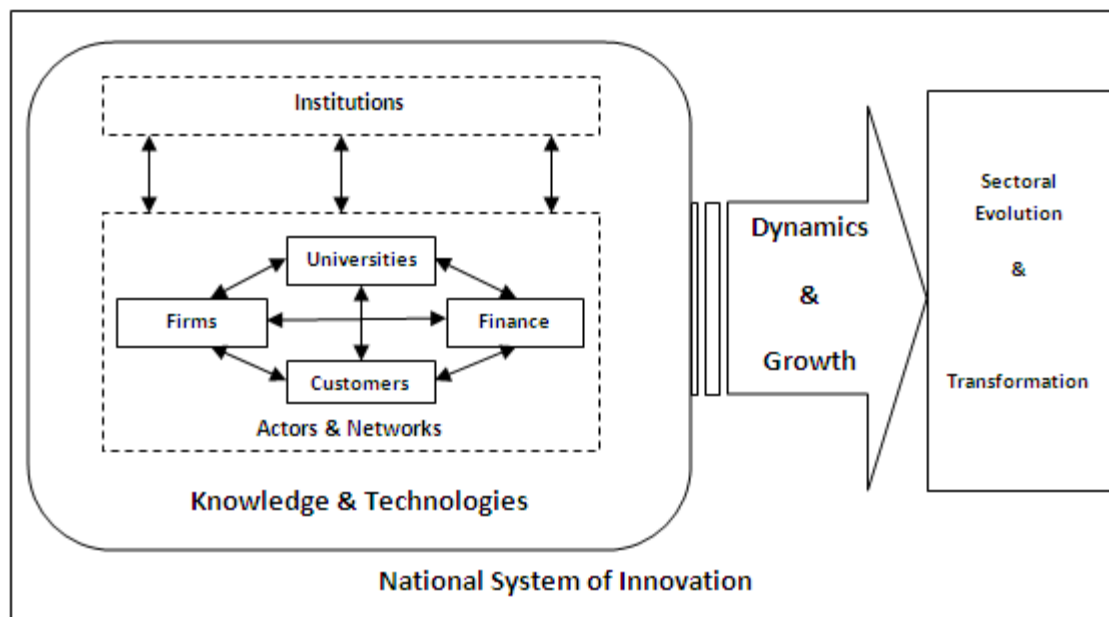 Institutions
Universities
Firms
Finance
Customers
Actors & Networks
Knowledge & Technologies
National System of Innovation
Dynamics
&
Growth
Sectoral
Evolution
&
Transformation